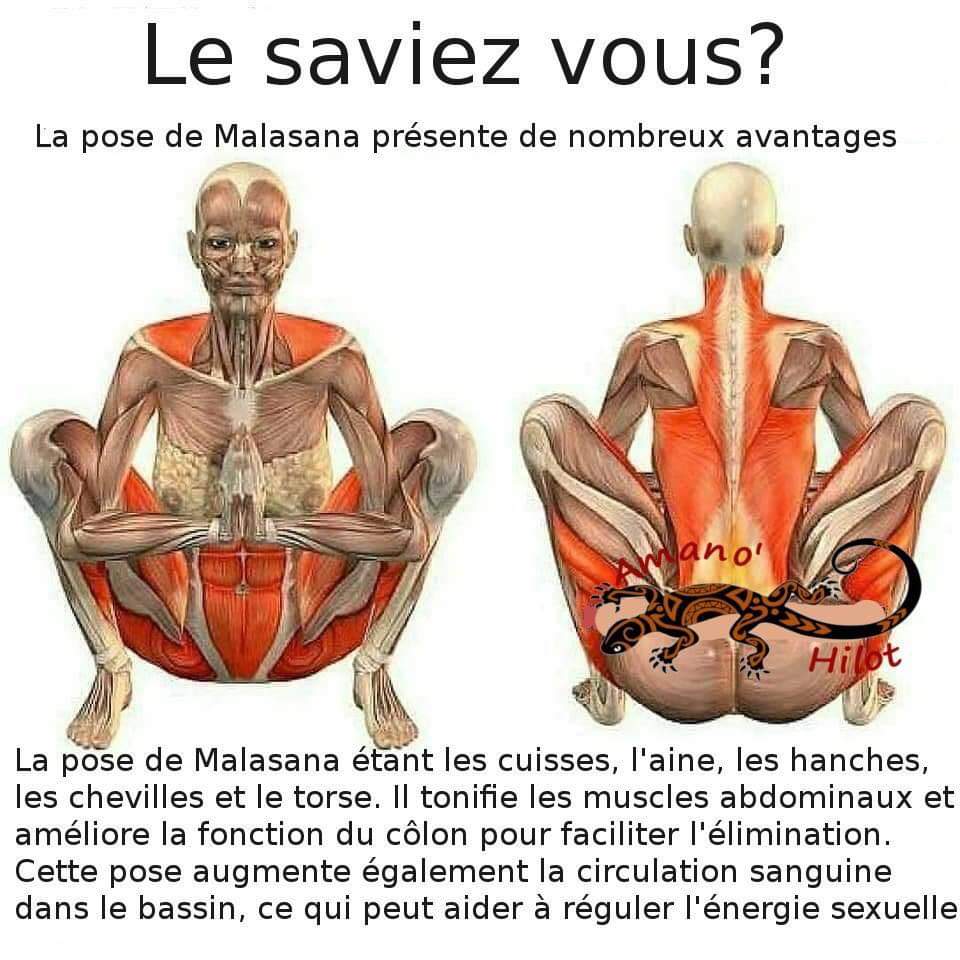 Le saviez vous?
La pose de Malasana présente de nombreux avantages
Amano'
Hilot
La pose de Malasana étant les cuisses, l'aine, les hanches,
les chevilles et le torse. Il tonifie les muscles abdominaux et
améliore la fonction du côlon pour faciliter l'élimination.
Cette pose augmente également la circulation sanguine
dans le bassin, ce qui peut aider à réguler l'énergie sexuelle